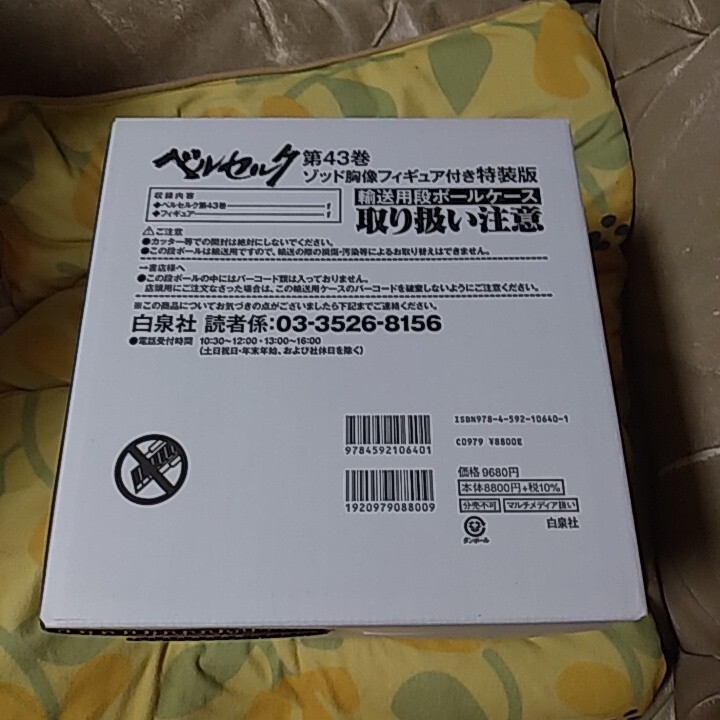 ベルセルク 第43巻
ゾッド胸像フィギュア付き特装版
収録内容
◆ベルセルク第43巻 1
◆フィギュア 1
輸送用段ボールケース
取り扱い注意
⚠ご注意
●カッター等での開封は絶対にしないでください。
●この段ボールは輸送用ですので、輸送の際の損傷・汚染等によるお取り替えはできません。
→書店様へ
●この段ボールの中にはバーコード類は入っておりません。
店頭用にご注文なさった場合は、この輸送用ケースのバーコードを破棄しないようにご注意ください。
※この商品についてお気づきの点がございましたら下記までご連絡ください。
白泉社 読者係:03-3526-8156
●電話受付時間 10:30~12:00・13:00~16:00
(土日祝日・年末年始、および社休日を除く)
9784592106401
ISBN978-4-592-10640-1
C0979 ¥8800E
1920979088009
価格 9680円
本体8800円+税10%
分売不可 マルチメディア扱い
ダンボール
白泉社